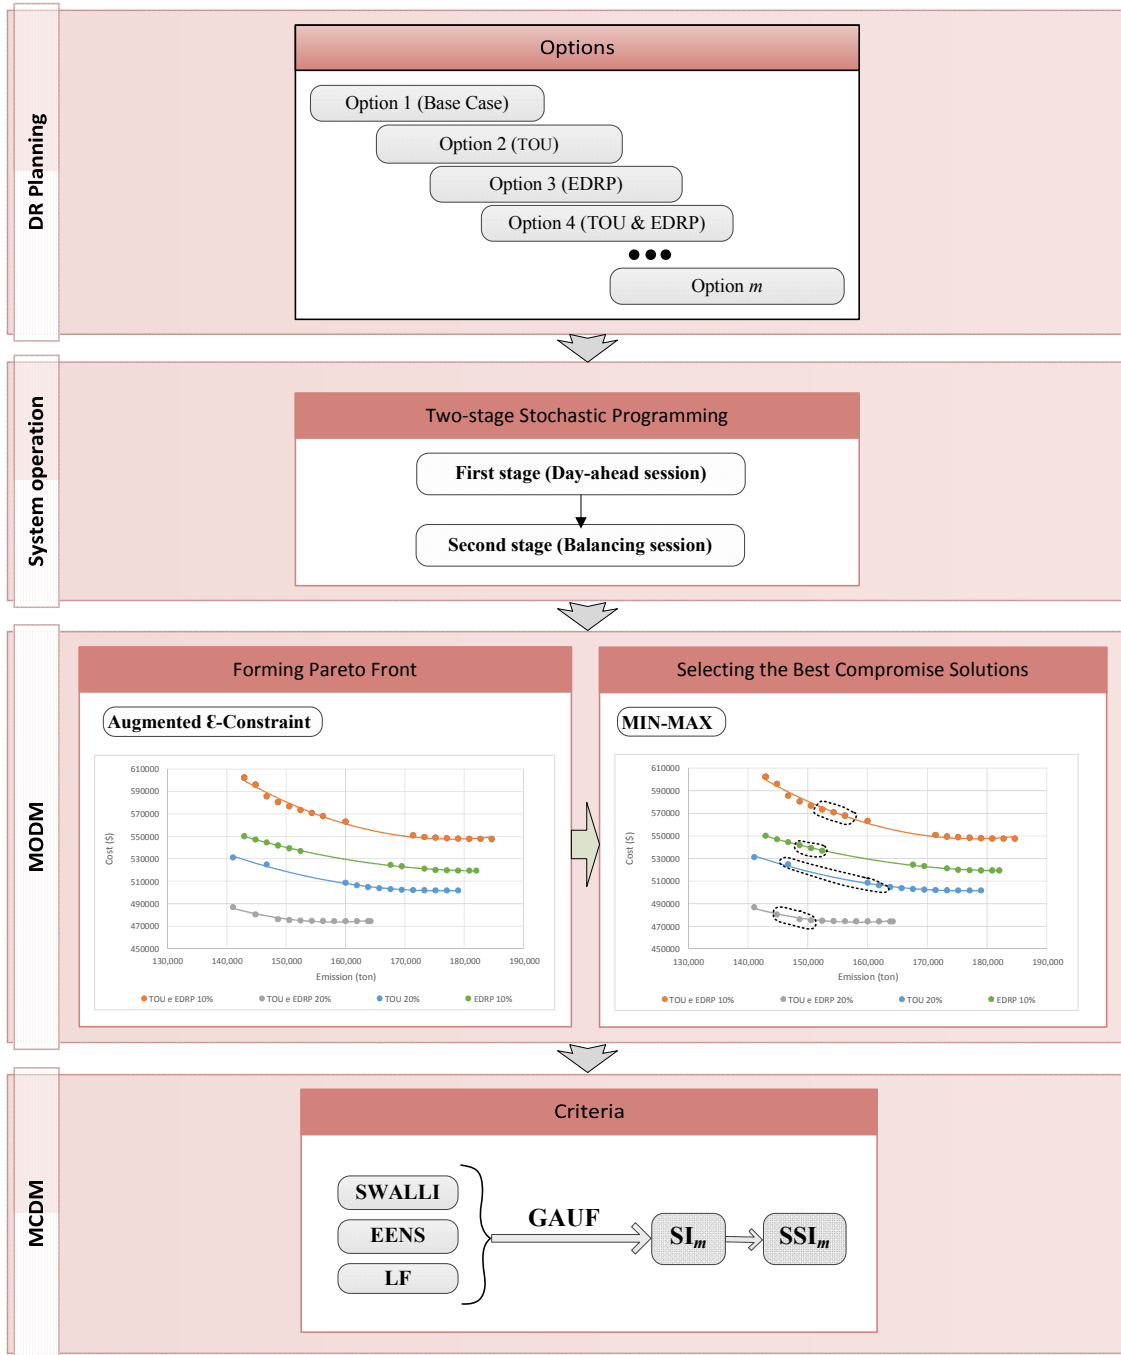 DR Planning
Options
Option 1 (Base Case)
Option 2 (TOU)
Option 3 (EDRP)
Option 4 (TOU & EDRP)
•••
Option m
System operation
Two-stage Stochastic Programming
First stage (Day-ahead session)
Second stage (Balancing session)
MODM
Forming Pareto Front
Augmented Ɛ-Constraint
610000
590000
570000
550000
530000
510000
490000
470000
450000
Cost ($)
130,000 140,000 150,000 160,000 170,000 180,000 190,000
Emission (ton)
TOU e EDRP 10% TOU e EDRP 20% TOU 20% EDRP 10%
Selecting the Best Compromise Solutions
MIN-MAX
610000
590000
570000
550000
530000
510000
490000
470000
450000
Cost ($)
130,000 140,000 150,000 160,000 170,000 180,000 190,000
Emission (ton)
TOU e EDRP 10% TOU e EDRP 20% TOU 20% EDRP 10%
MCDM
Criteria
SWALLI
EENS
LF
GAUF
SIm
SSIm